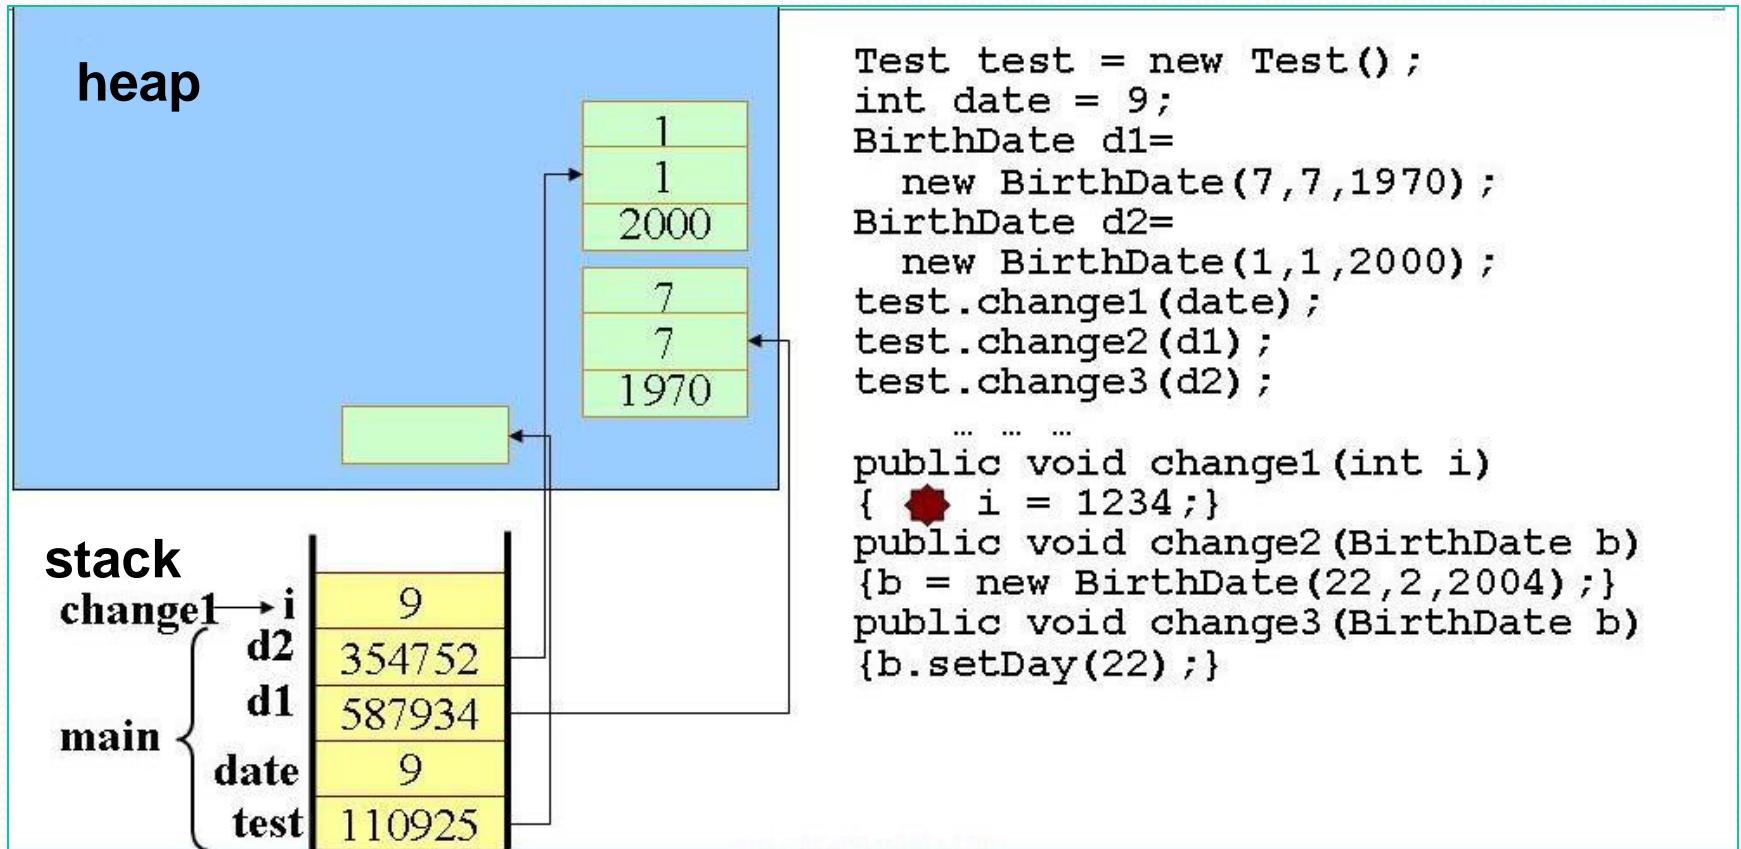 heap
1
1
2000
7
7
1970
stack
change1 i 9
d2 354752
d1 587934
main
date 9
test 110925
Test test = new Test();
int date = 9;
BirthDate d1=
new BirthDate(7,7,1970);
BirthDate d2=
new BirthDate(1,1,2000);
test.change1(date);
test.change2(d1);
test.change3(d2);
… … …
public void change1(int i)
{ i = 1234;}
public void change2(BirthDate b)
{b = new BirthDate(22,2,2004);}
public void change3(BirthDate b)
{b.setDay(22);}